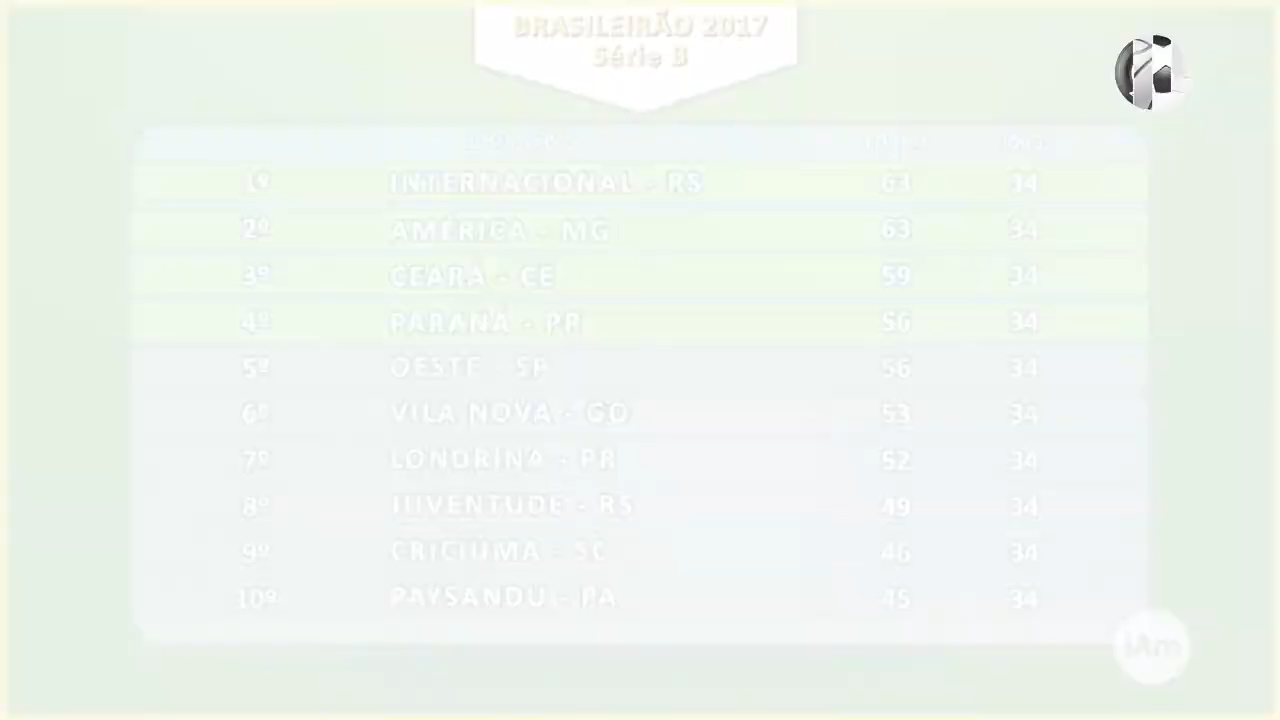 BRASILEIRÃO 2017
Série B
1º INTERNACIONAL - RS 63 34
2º AMÉRICA - MG 63 34
3º CEARÁ - CE 59 34
4º PARANÁ - PR 56 34
5º OESTE - SP 56 34
6º VILA NOVA - GO 53 34
7º LONDRINA - PR 52 34
8º JUVENTUDE - RS 49 34
9º CRICIÚMA - SC 46 34
10º PAYSANDU - PA 45 34